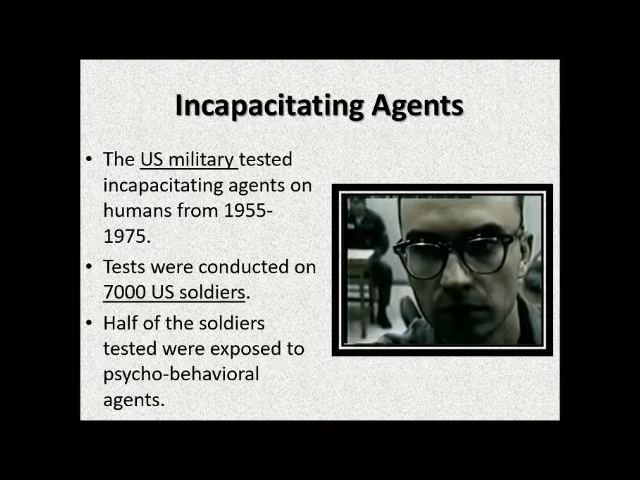 Incapacitating Agents
• The US military tested
incapacitating agents on
humans from 1955-
1975.
• Tests were conducted on
7000 US soldiers.
• Half of the soldiers
tested were exposed to
psycho-behavioral
agents.